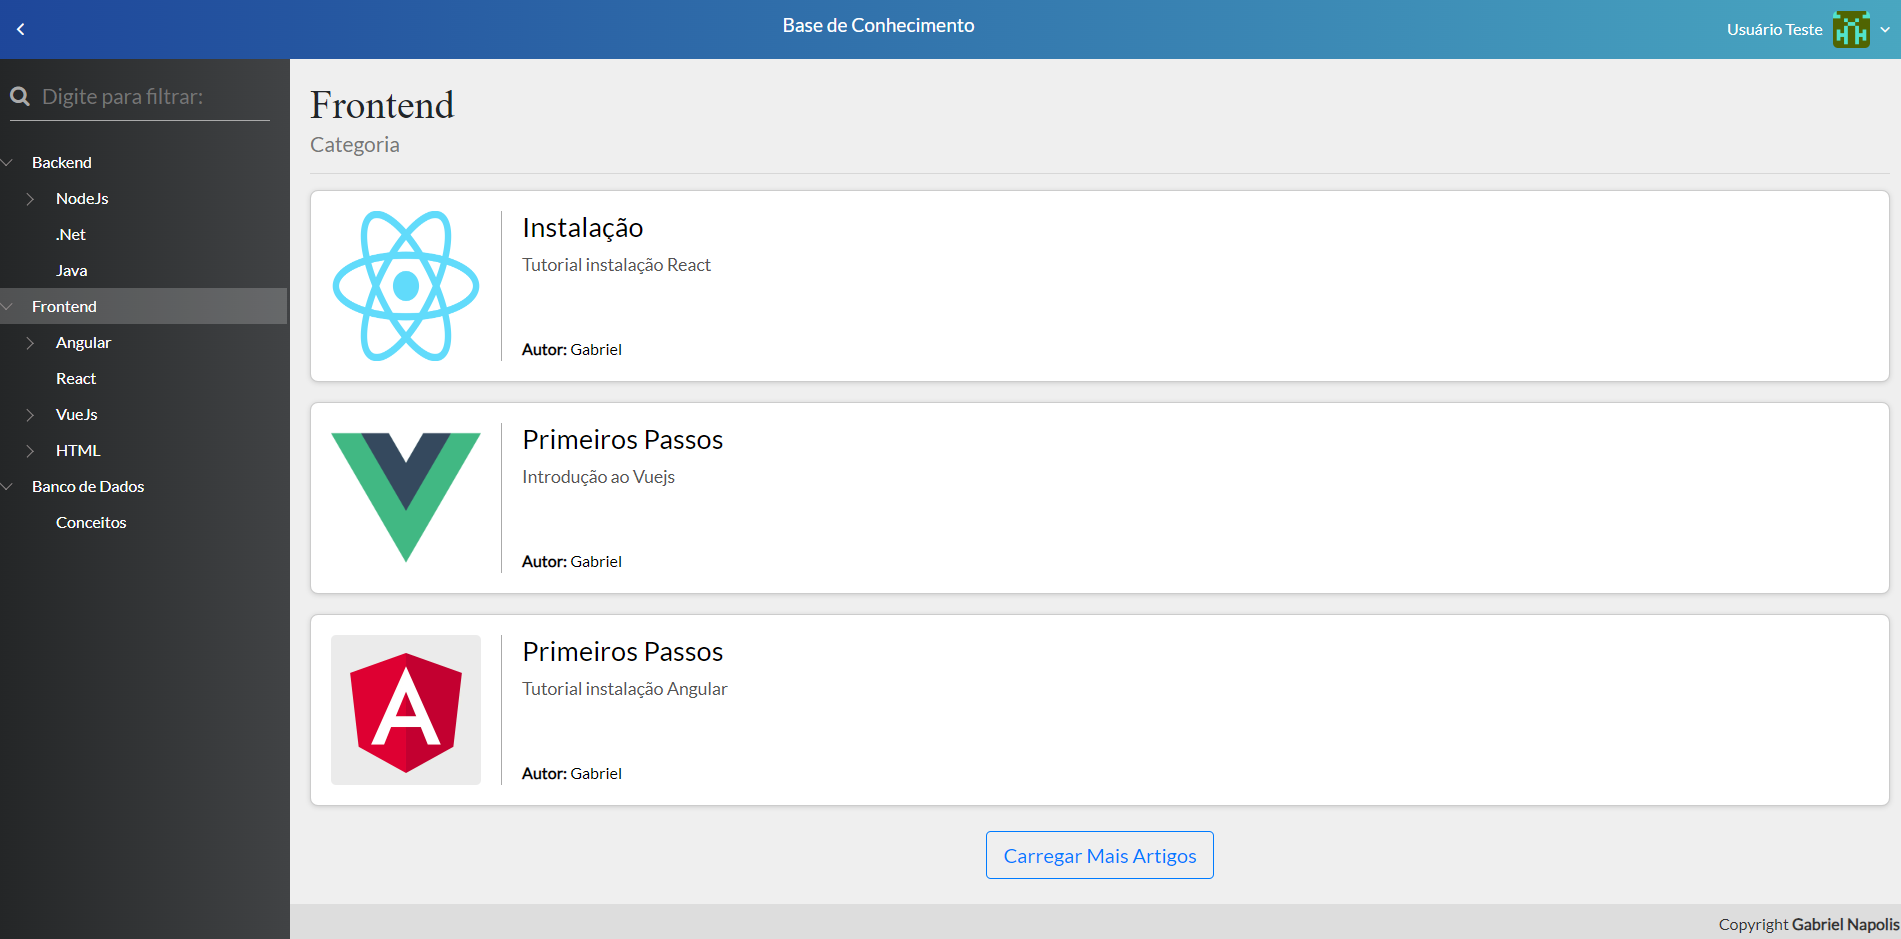 Base de Conhecimento
Usuário Teste
Digite para filtrar:
Backend
NodeJs
.Net
Java
Frontend
Angular
React
VueJs
HTML
Banco de Dados
Conceitos
Frontend
Categoria
Instalação
Tutorial instalação React
Autor: Gabriel
Primeiros Passos
Introdução ao Vuejs
Autor: Gabriel
A
Primeiros Passos
Tutorial instalação Angular
Autor: Gabriel
Carregar Mais Artigos
Copyright Gabriel Napolis